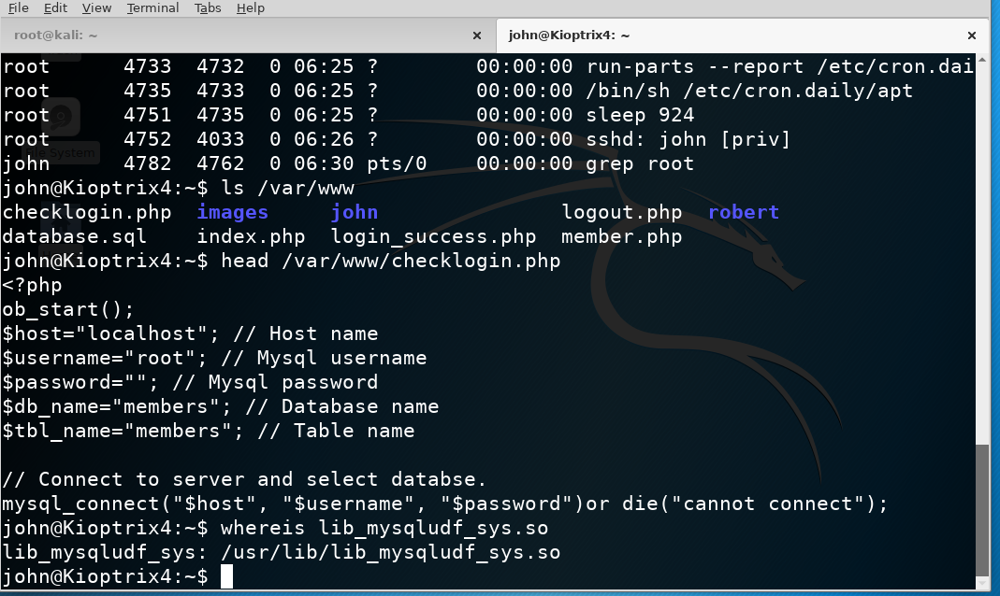 File Edit View Terminal Tabs Help
root@kali: ~ × john@Kioptrix4: ~ ×
root      4733  4732  0 06:25 ?        00:00:00 run-parts --report /etc/cron.dai
root      4735  4733  0 06:25 ?        00:00:00 /bin/sh /etc/cron.daily/apt
root      4751  4735  0 06:25 ?        00:00:00 sleep 924
root      4752  4033  0 06:26 ?        00:00:00 sshd: john [priv]
john      4782  4762  0 06:30 pts/0    00:00:00 grep root
john@Kioptrix4:~$ ls /var/www
checklogin.php  images     john               logout.php  robert
database.sql    index.php  login_success.php  member.php
john@Kioptrix4:~$ head /var/www/checklogin.php
<?php
ob_start();
$host="localhost"; // Host name
$username="root"; // Mysql username
$password=""; // Mysql password
$db_name="members"; // Database name
$tbl_name="members"; // Table name

// Connect to server and select databse.
mysql_connect("$host", "$username", "$password")or die("cannot connect");
john@Kioptrix4:~$ whereis lib_mysqludf_sys.so
lib_mysqludf_sys: /usr/lib/lib_mysqludf_sys.so
john@Kioptrix4:~$
File System